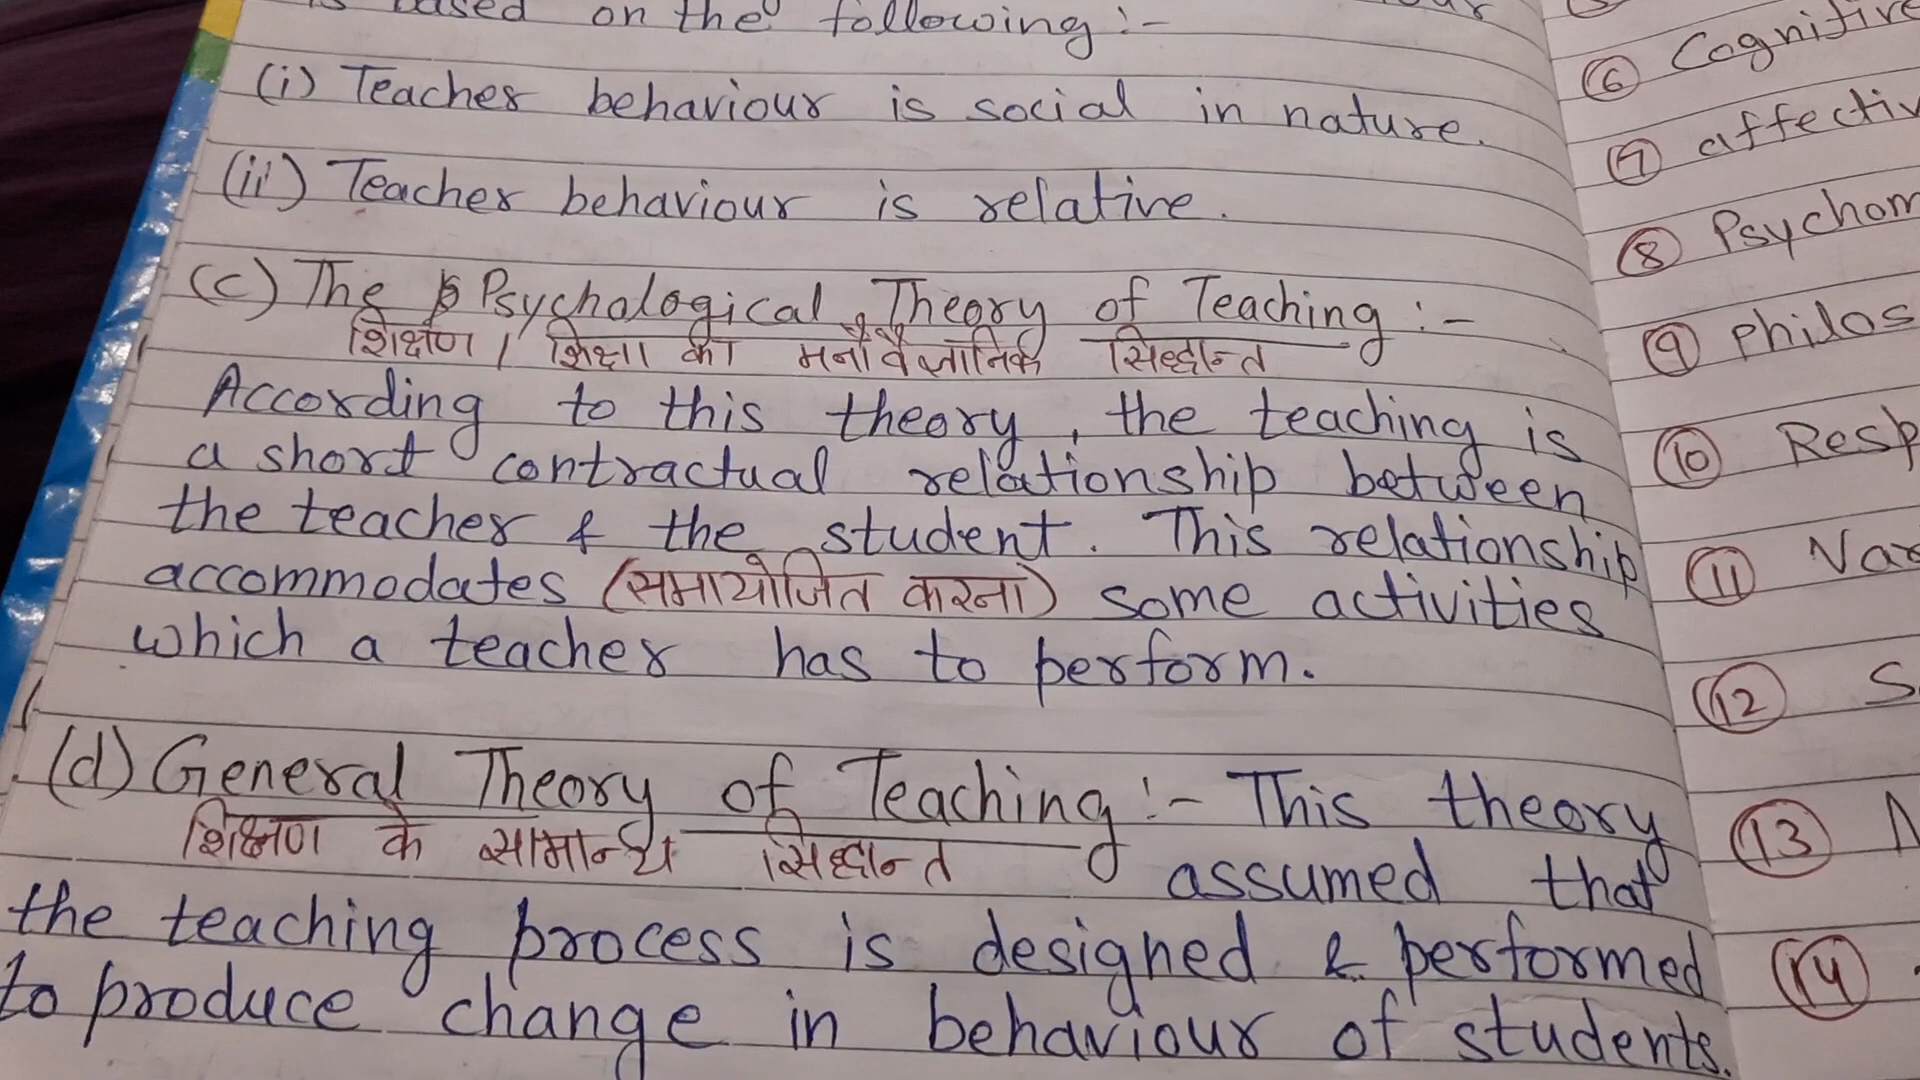 based on the following :-
(i) Teacher behaviour is social in nature.
(ii) Teacher behaviour is relative.
(c) The Psychological Theory of Teaching :-
शिक्षण / शिक्षा का मनोवैज्ञानिक सिद्धान्त
According to this theory, the teaching is
a short contractual relationship between
the teacher & the student. This relationship
accommodates (समायोजित करना) some activities
which a teacher has to perform.
(d) General Theory of Teaching :- This theory
शिक्षण के सामान्य सिद्धान्त assumed that
the teaching process is designed & performed
to produce change in behaviour of students.
6 Cognitive
7 affectiv
8 Psychom
9 Philos
10 Resp
11 Var
12 S
13
14